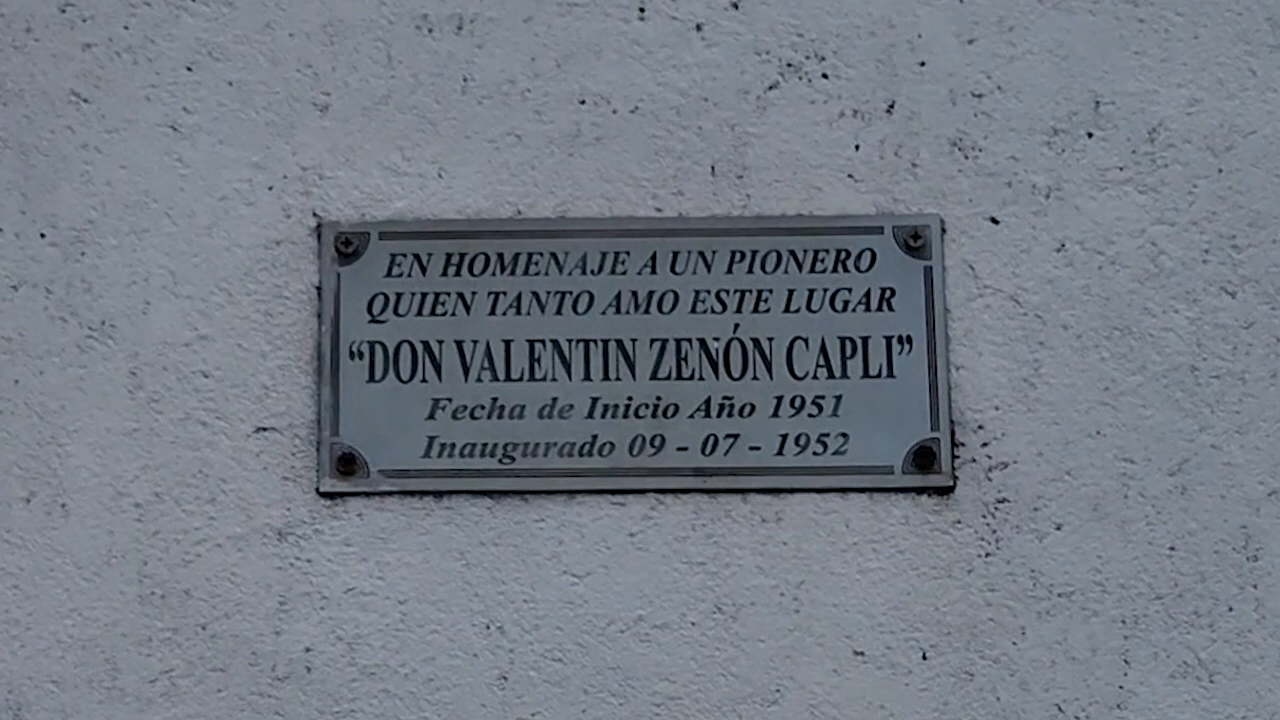 EN HOMENAJE A UN PIONERO
QUIEN TANTO AMO ESTE LUGAR
“DON VALENTIN ZENÓN CAPLI”
Fecha de Inicio Año 1951
Inaugurado 09 - 07 - 1952